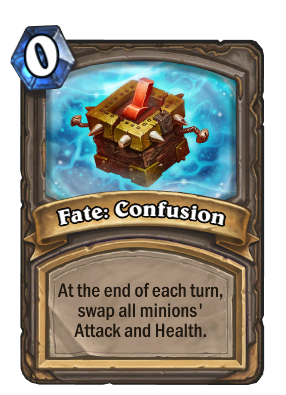 0
Fate: Confusion
At the end of each turn,
swap all minions'
Attack and Health.